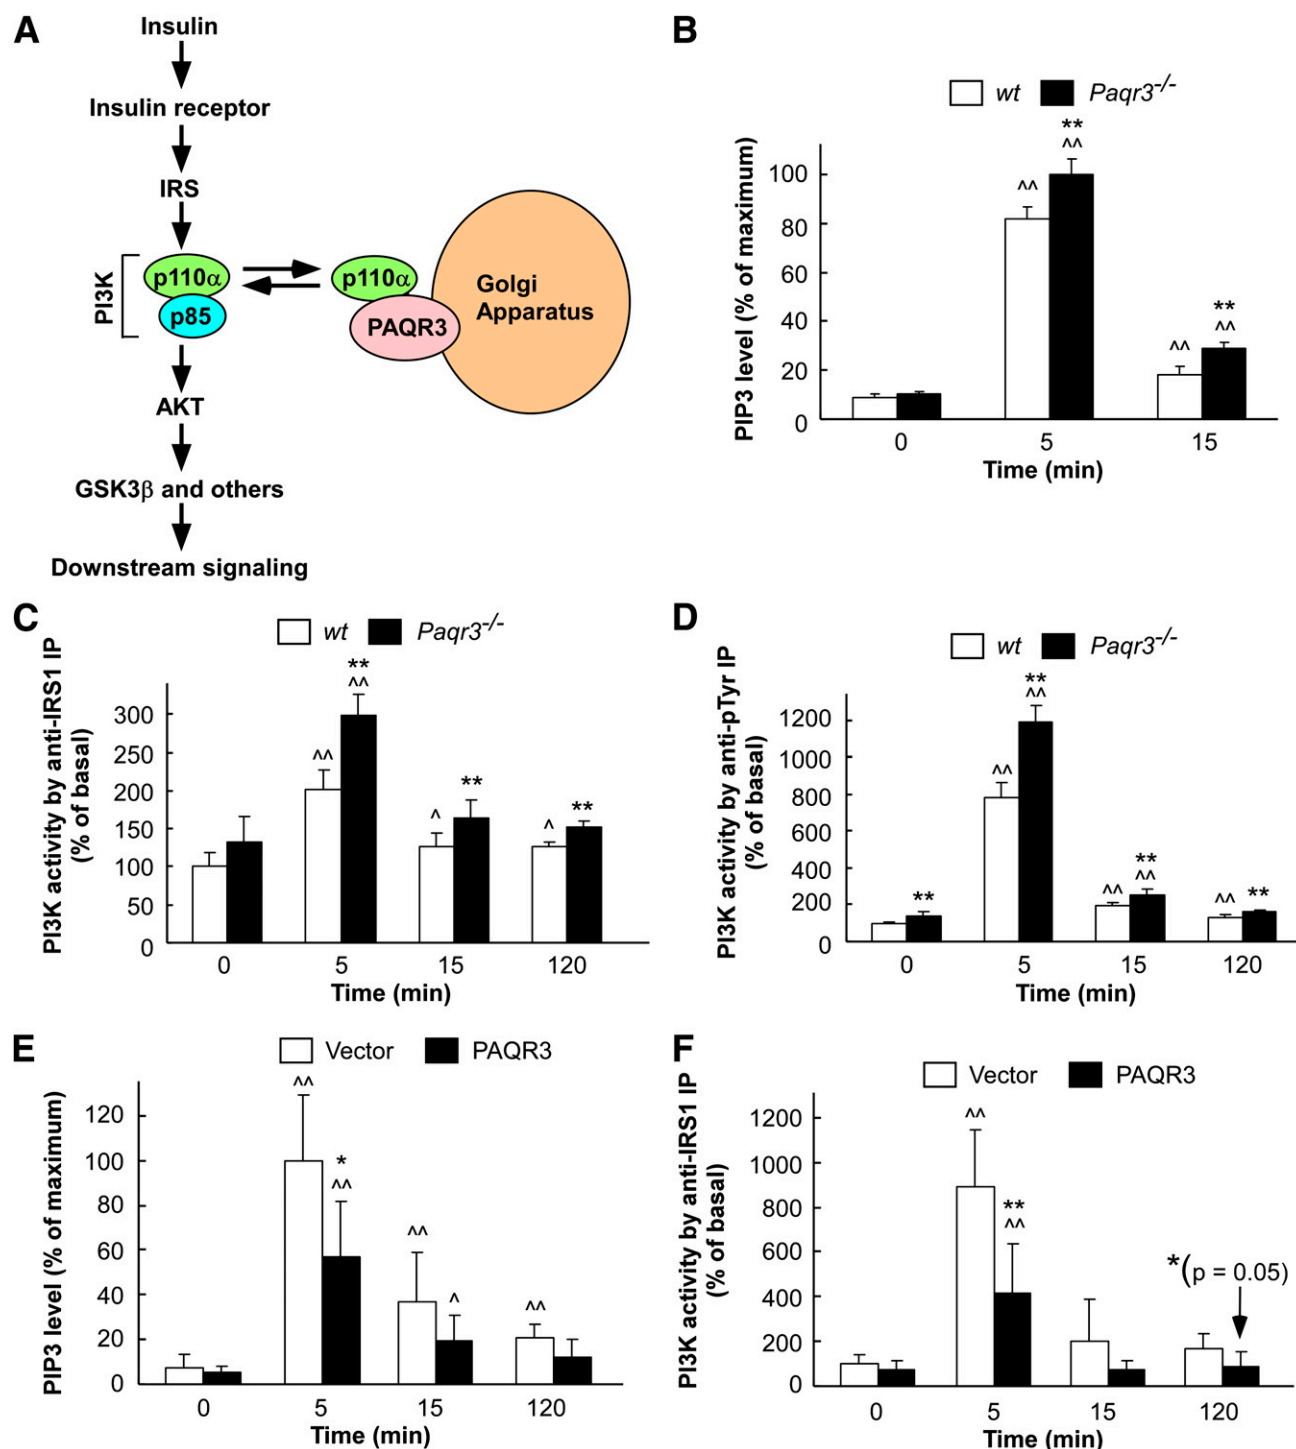 A
Insulin
Insulin receptor
IRS
PI3K
p110α
p85
p110α
PAQR3
Golgi
Apparatus
AKT
GSK3β and others
Downstream signaling
B
wt
Paqr3-/-
PIP3 level (% of maximum)
100
80
60
40
20
0
^^
**
^^
^^
**
^^
0
5
15
Time (min)
C
wt
Paqr3-/-
PI3K activity by anti-IRS1 IP
(% of basal)
300
250
200
150
100
50
0
^^
**
^^
^
**
^
**
0
5
15
120
Time (min)
D
wt
Paqr3-/-
PI3K activity by anti-pTyr IP
(% of basal)
1200
1000
800
600
400
200
0
**
^^
**
^^
^^
**
^^
^^
**
0
5
15
120
Time (min)
E
Vector
PAQR3
PIP3 level (% of maximum)
120
100
80
60
40
20
0
^^
*
^^
^^
^
^^
0
5
15
120
Time (min)
F
Vector
PAQR3
PI3K activity by anti-IRS1 IP
(% of basal)
1200
1000
800
600
400
200
0
^^
**
^^
*(p = 0.05)
0
5
15
120
Time (min)